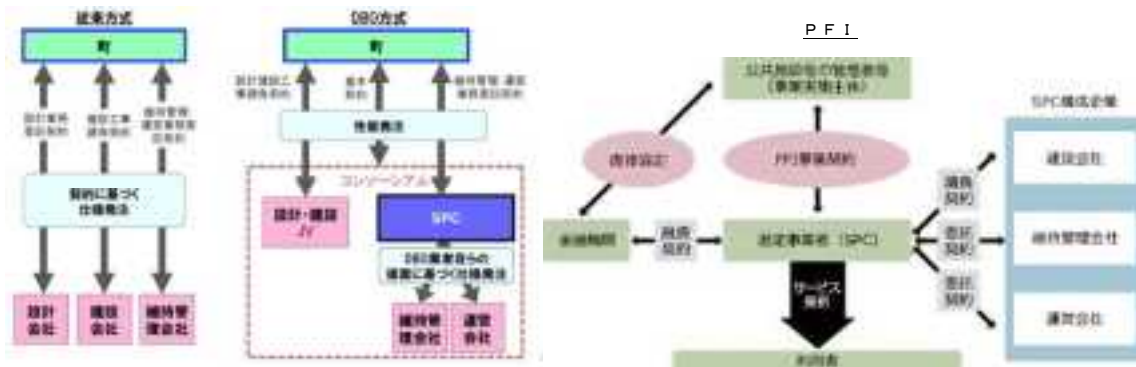 従来方式
町
設計業務
委託契約
建設工事
請負契約
維持管理・
運営業務委
託契約
契約に基づく
仕様発注
設計
会社
建設
会社
維持管
理会社
DBO方式
町
設計建設工
事請負契約
基本
契約
維持管理・運営
業務委託契約
性能発注
コンソーシアム
設計・建設
JV
SPC
DBO事業者自らの
提案に基づく仕様発注
維持管
理会社
運営
会社
ＰＦＩ
公共施設等の管理者等
(事業実施主体)
直接協定
PFI事業契約
金融機関
融資
契約
選定事業者（SPC）
請負
契約
委託
契約
委託
契約
サービス
提供
利用者
SPC構成企業
建設会社
維持管理会社
運営会社